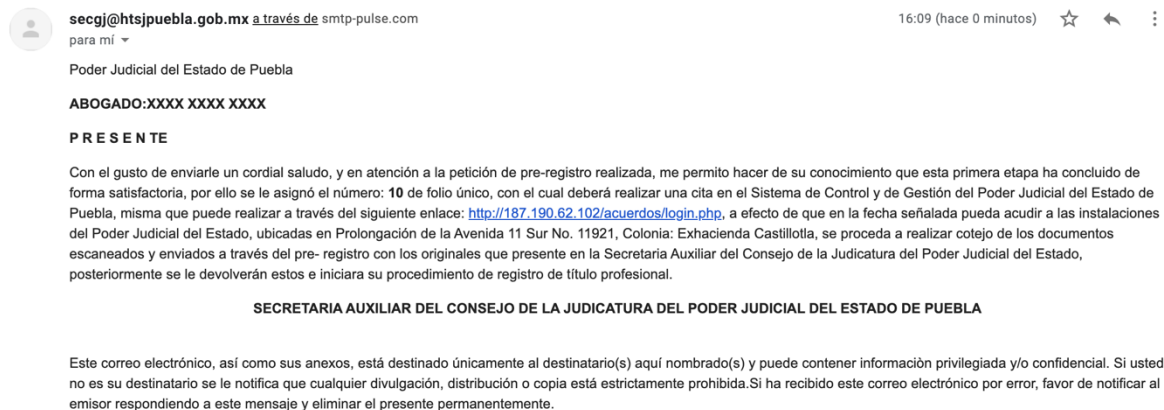 secgj@htsjpuebla.gob.mx a través de smtp-pulse.com
16:09 (hace 0 minutos)
para mí
Poder Judicial del Estado de Puebla
ABOGADO:XXXX XXXX XXXX
P R E S E N TE
Con el gusto de enviarle un cordial saludo, y en atención a la petición de pre-registro realizada, me permito hacer de su conocimiento que esta primera etapa ha concluido de
forma satisfactoria, por ello se le asignó el número: 10 de folio único, con el cual deberá realizar una cita en el Sistema de Control y de Gestión del Poder Judicial del Estado de
Puebla, misma que puede realizar a través del siguiente enlace: http://187.190.62.102/acuerdos/login.php, a efecto de que en la fecha señalada pueda acudir a las instalaciones
del Poder Judicial del Estado, ubicadas en Prolongación de la Avenida 11 Sur No. 11921, Colonia: Exhacienda Castillotla, se proceda a realizar cotejo de los documentos
escaneados y enviados a través del pre- registro con los originales que presente en la Secretaria Auxiliar del Consejo de la Judicatura del Poder Judicial del Estado,
posteriormente se le devolverán estos e iniciara su procedimiento de registro de título profesional.
SECRETARIA AUXILIAR DEL CONSEJO DE LA JUDICATURA DEL PODER JUDICIAL DEL ESTADO DE PUEBLA
Este correo electrónico, así como sus anexos, está destinado únicamente al destinatario(s) aquí nombrado(s) y puede contener informaciòn privilegiada y/o confidencial. Si usted
no es su destinatario se le notifica que cualquier divulgación, distribución o copia está estrictamente prohibida.Si ha recibido este correo electrónico por error, favor de notificar al
emisor respondiendo a este mensaje y eliminar el presente permanentemente.